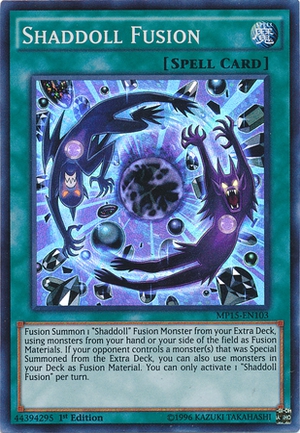 Shaddoll Fusion
[SPELL CARD]
MP15-EN103
Fusion Summon 1 "Shaddoll" Fusion Monster from your Extra Deck,
using monsters from your hand or your side of the field as Fusion
Materials. If your opponent controls a monster(s) that was Special
Summoned from the Extra Deck, you can also use monsters in
your Deck as Fusion Materials. You can only activate 1 "Shaddoll
Fusion" per turn.
44394295
1st Edition
©1996 KAZUKI TAKAHASHI